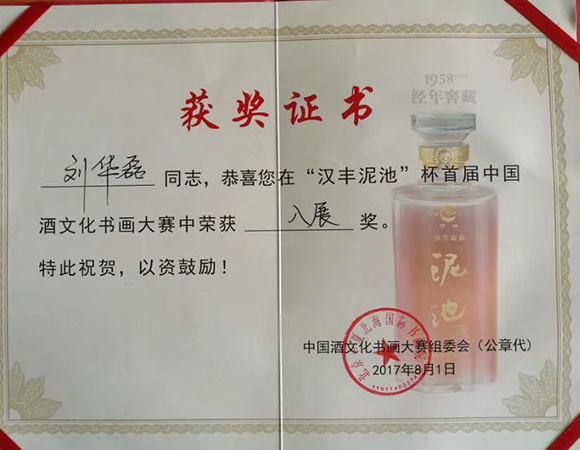 1958
经年窖藏
获奖证书
刘华磊 同志，恭喜您在“汉丰泥池”杯首届中国
酒文化书画大赛中荣获 入展 奖。
特此祝贺，以资鼓励！
泥池
中国酒文化书画大赛组委会（公章代）
2017年8月1日